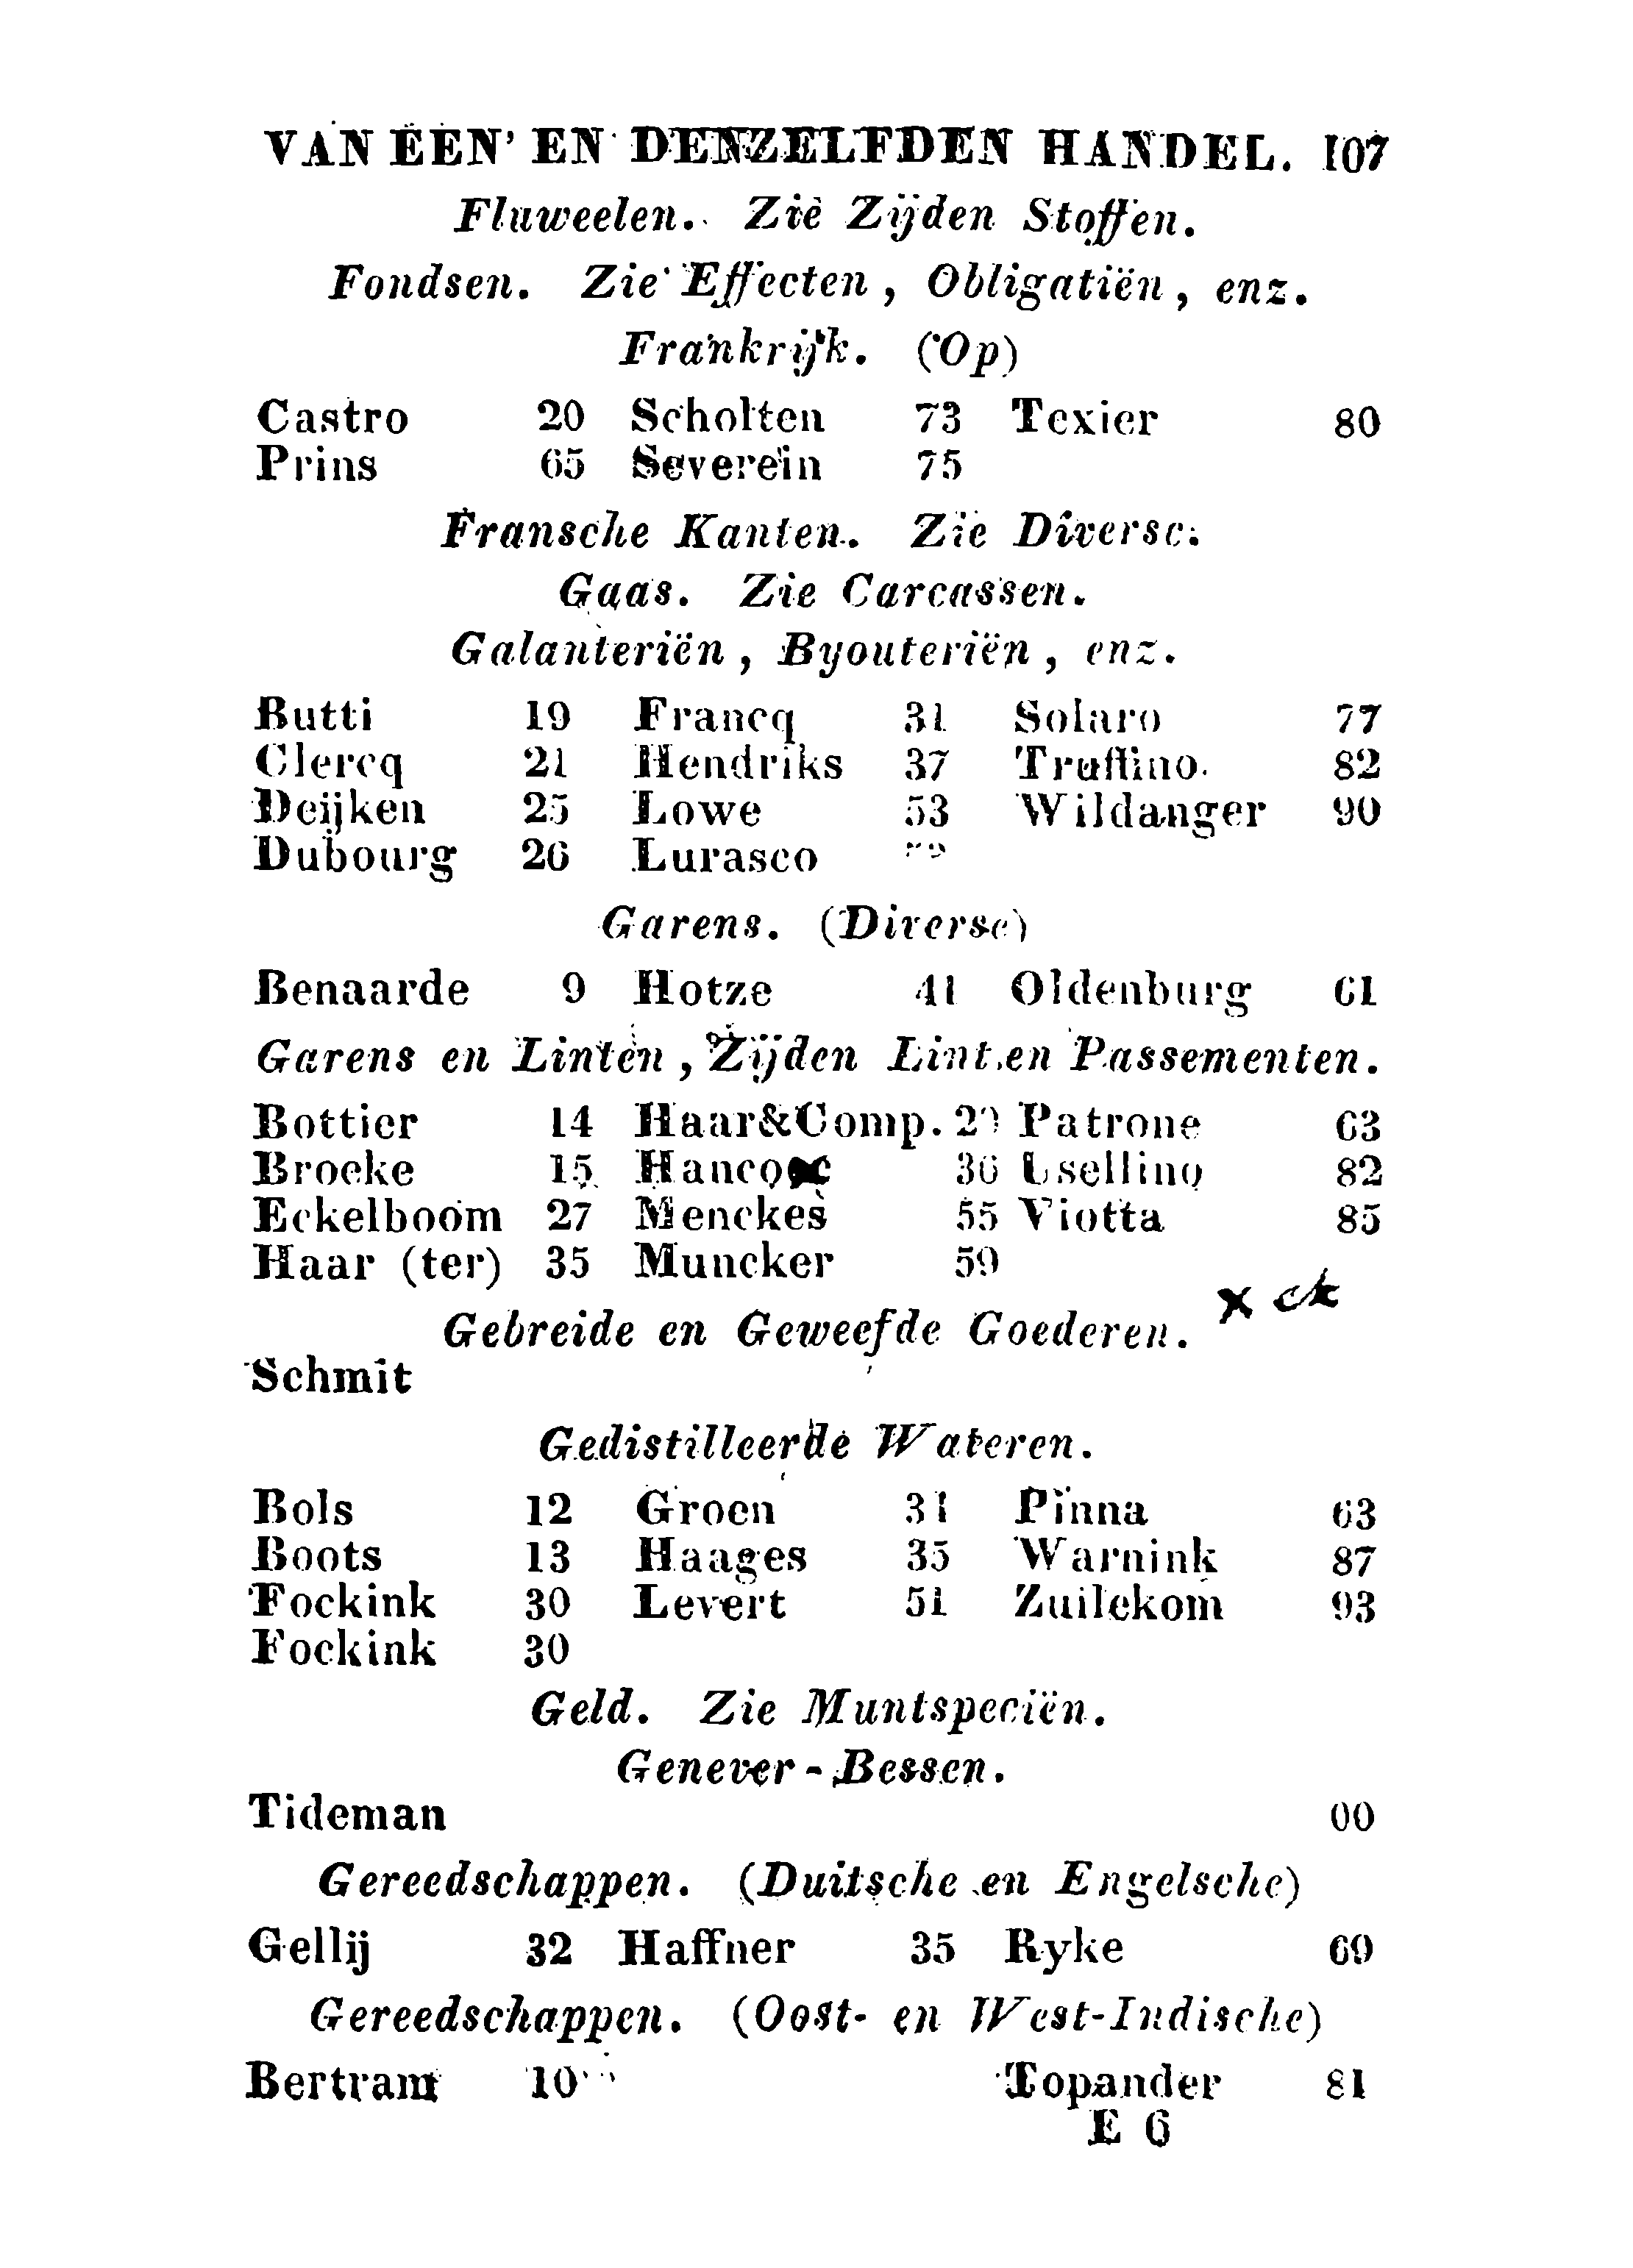 VAN EEN' EN DENZELFDEN HANDEL. 107
Fluweelen. Zie Zijden Stoffen.
Fondsen. Zie Effecten, Obligatiën, enz.
Frankrijk. (Op)
Castro 20 Scholten 73 Texier 80
Prins 65 Severein 75
Fransche Kanten. Zie Diverse.
Gaas. Zie Carcassen.
Galanteriën, Byouteriën, enz.
Butti 19 Francq 31 Solaro 77
Clercq 21 Hendriks 37 Truffino. 82
Deijken 25 Lowe 53 Wildanger 90
Dubourg 26 Lurasco
Garens. (Diverse)
Benaarde 9 Hotze 41 Oldenburg 61
Garens en Linten, Zijden Lint en Passementen.
Bottier 14 Haar&Comp. Patrone 63
Broeke 15 Hanco 36 Usellino 82
Eckelboom 27 Menckes 55 Viotta 85
Haar (ter) 35 Muncker 59
x ck
Gebreide en Geweefde Goederen.
Schmit
Gedistilleerde Wateren.
Bols 12 Groen 31 Pinna 63
Boots 13 Haages 35 Warnink 87
Fockink 30 Levert 51 Zuilekom 93
Fockink 30
Geld. Zie Muntspeciën.
Genever-Bessen.
Tideman 00
Gereedschappen. (Duitsche en Engelsche)
Gellij 32 Haffner 35 Ryke 69
Gereedschappen. (Oost- en West-Indische)
Bertram 10 Topander 81
E 6